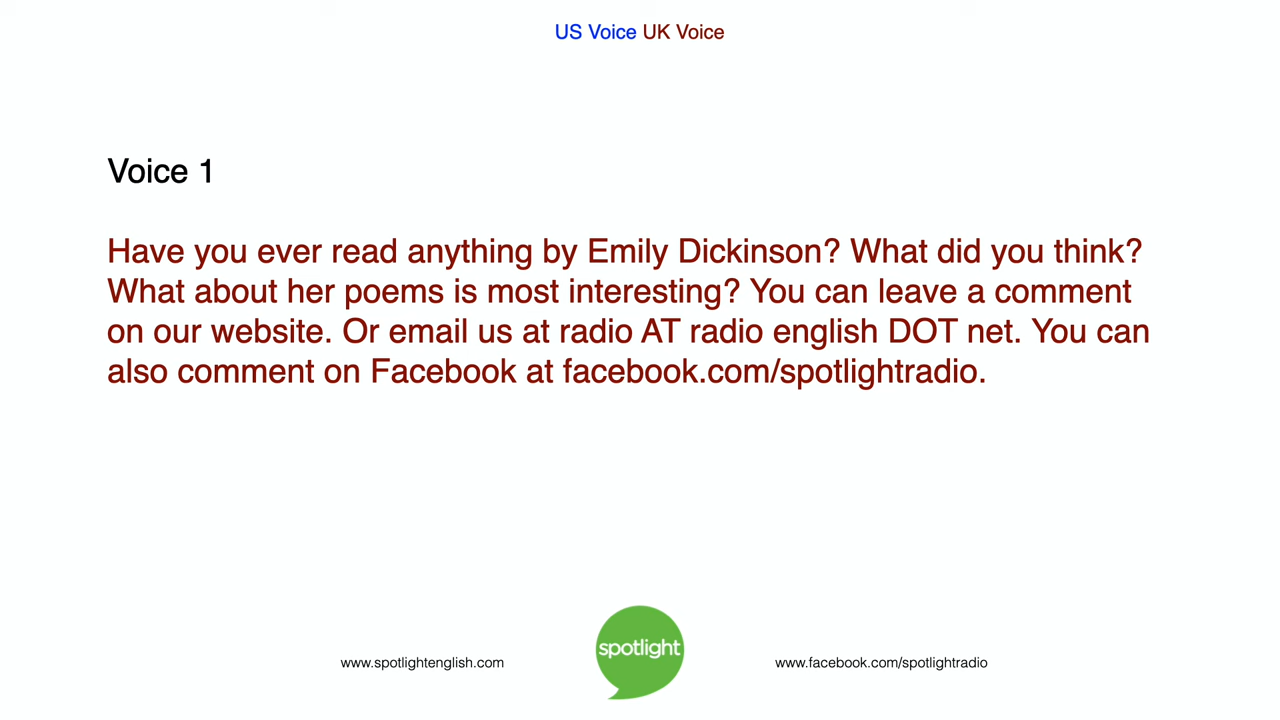 US Voice UK Voice
Voice 1
Have you ever read anything by Emily Dickinson? What did you think?
What about her poems is most interesting? You can leave a comment
on our website. Or email us at radio AT radio english DOT net. You can
also comment on Facebook at facebook.com/spotlightradio.
spotlight
www.spotlightenglish.com
www.facebook.com/spotlightradio